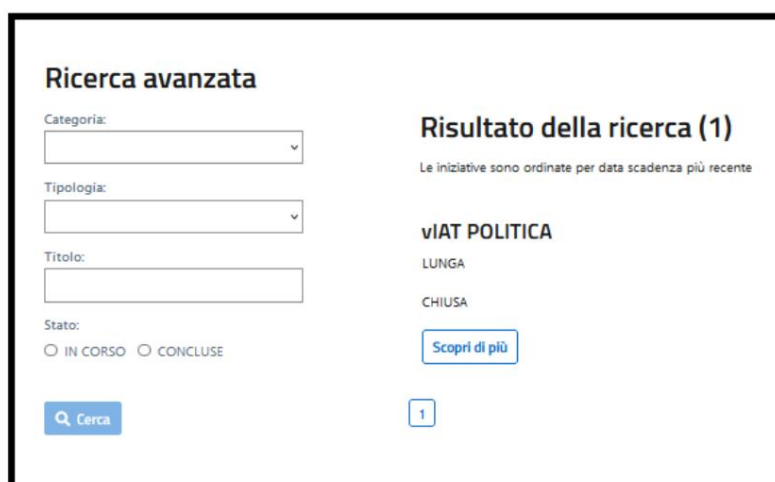 Ricerca avanzata
Categoria:
Tipologia:
Titolo:
Stato:
IN CORSO CONCLUSE
Cerca
Risultato della ricerca (1)
Le iniziative sono ordinate per data scadenza più recente
vIAT POLITICA
LUNGA
CHIUSA
Scopri di più
1